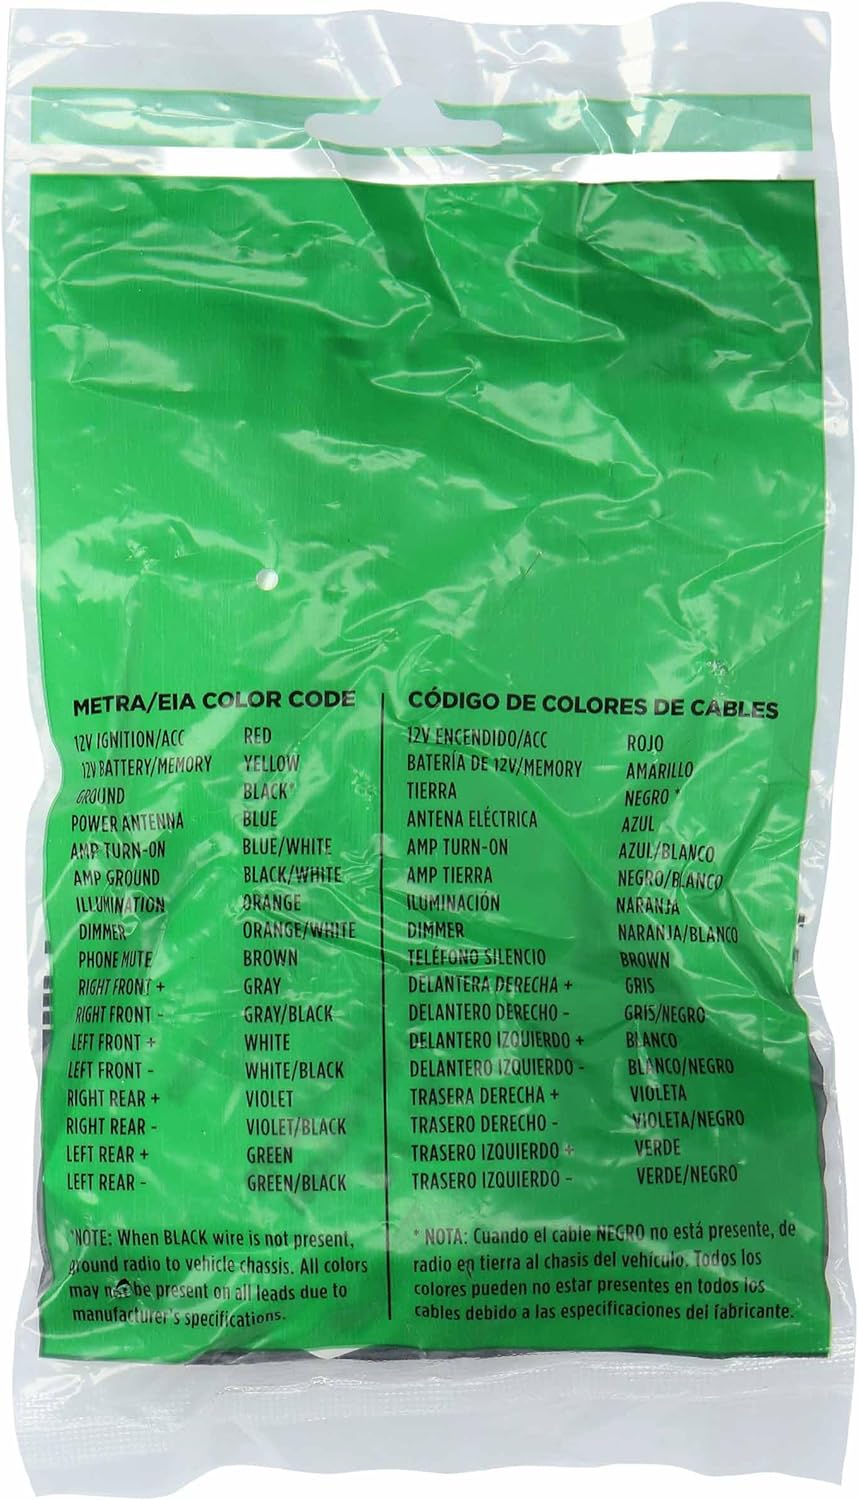 METRA/EIA COLOR CODE
12V IGNITION/ACC RED
12V BATTERY/MEMORY YELLOW
GROUND BLACK*
POWER ANTENNA BLUE
AMP TURN-ON BLUE/WHITE
AMP GROUND BLACK/WHITE
ILLUMINATION ORANGE
DIMMER ORANGE/WHITE
PHONE MUTE BROWN
RIGHT FRONT + GRAY
RIGHT FRONT - GRAY/BLACK
LEFT FRONT + WHITE
LEFT FRONT - WHITE/BLACK
RIGHT REAR + VIOLET
RIGHT REAR - VIOLET/BLACK
LEFT REAR + GREEN
LEFT REAR - GREEN/BLACK
*NOTE: When BLACK wire is not present,
ground radio to vehicle chassis. All colors
may not be present on all leads due to
manufacturer's specifications.
CÓDIGO DE COLORES DE CABLES
12V ENCENDIDO/ACC ROJO
BATERÍA DE 12V/MEMORY AMARILLO
TIERRA NEGRO *
ANTENA ELÉCTRICA AZUL
AMP TURN-ON AZUL/BLANCO
AMP TIERRA NEGRO/BLANCO
ILUMINACIÓN NARANJA
DIMMER NARANJA/BLANCO
TELÉFONO SILENCIO BROWN
DELANTERA DERECHA + GRIS
DELANTERO DERECHO - GRIS/NEGRO
DELANTERO IZQUIERDO + BLANCO
DELANTERO IZQUIERDO - BLANCO/NEGRO
TRASERA DERECHA + VIOLETA
TRASERO DERECHO - VIOLETA/NEGRO
TRASERO IZQUIERDO + VERDE
TRASERO IZQUIERDO - VERDE/NEGRO
* NOTA: Cuando el cable NEGRO no está presente, de
radio en tierra al chasis del vehículo. Todos los
colores pueden no estar presentes en todos los
cables debido a las especificaciones del fabricante.